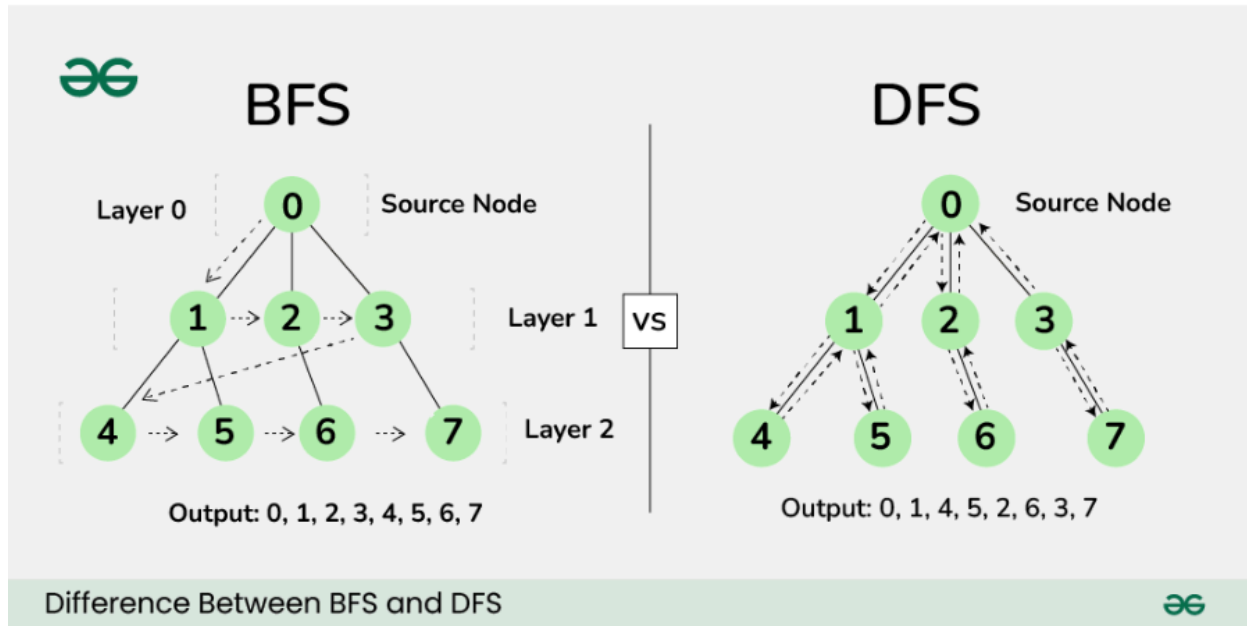 BFS
Layer 0
0
Source Node
1 2 3
Layer 1
4 5 6 7
Layer 2
Output: 0, 1, 2, 3, 4, 5, 6, 7
VS
DFS
0
Source Node
1 2 3
4 5 6 7
Output: 0, 1, 4, 5, 2, 6, 3, 7
Difference Between BFS and DFS